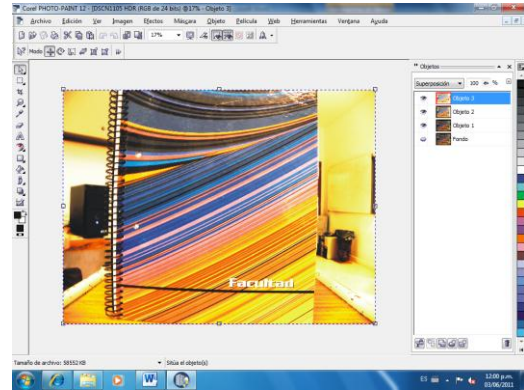 Corel PHOTO-PAINT 12 - [DSCN1105 HDR (RGB de 24 bits) @17% - Objeto 3]
Archivo Edición Ver Imagen Efectos Máscara Objeto Película Web Herramientas Ventana Ayuda
17%
Modo
Objetos
Superposición 100 %
Objeto 3
Objeto 2
Objeto 1
Fondo
Facultad
Tamaño de archivo: 58552 KB Sitúa el objeto(s)
ES 12:00 p.m.
03/06/2011